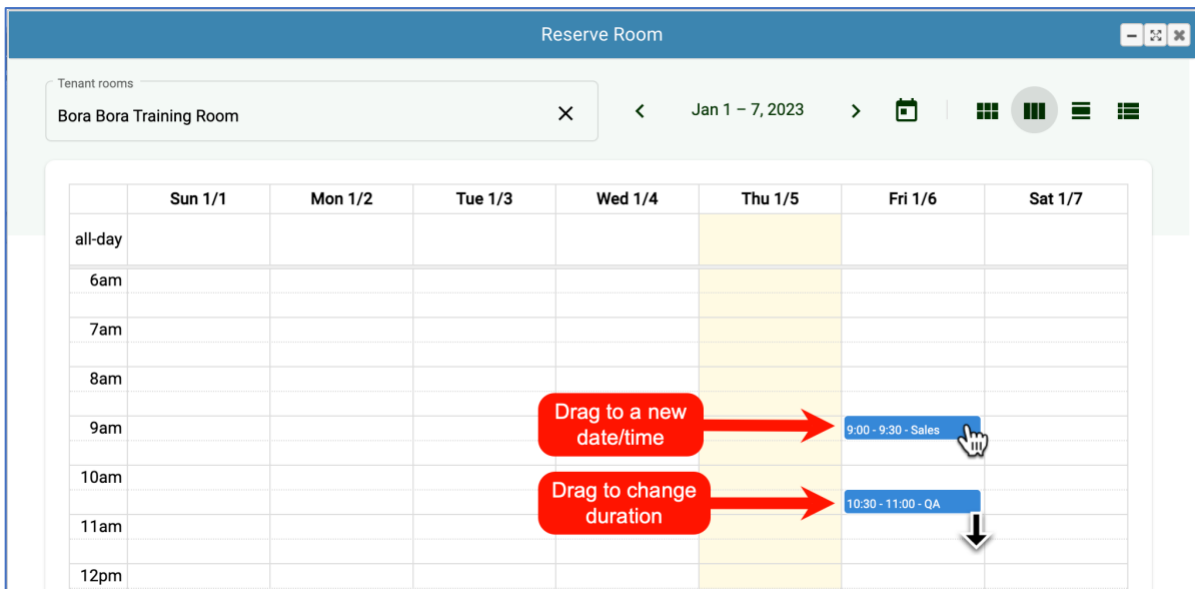 Reserve Room
Tenant rooms
Bora Bora Training Room
Jan 1 – 7, 2023
Sun 1/1 Mon 1/2 Tue 1/3 Wed 1/4 Thu 1/5 Fri 1/6 Sat 1/7
all-day
6am
7am
8am
9am
Drag to a new
date/time
9:00 - 9:30 - Sales
10am
Drag to change
duration
10:30 - 11:00 - QA
11am
12pm